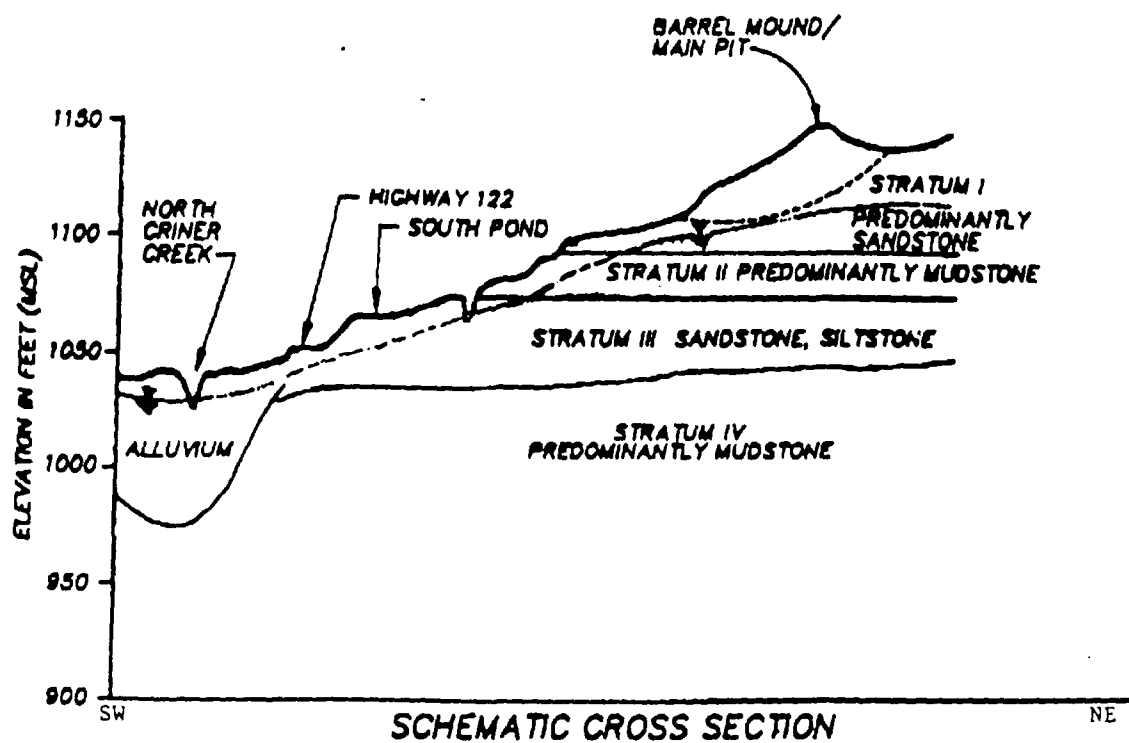 BARREL MOUND/
MAIN PIT
1150
1100
1050
1000
950
900
ELEVATION IN FEET (MSL)
NORTH
CRINER
CREEK
HIGHWAY 122
SOUTH POND
STRATUM I
PREDOMINANTLY
SANDSTONE
STRATUM II PREDOMINANTLY MUDSTONE
STRATUM III SANDSTONE, SILTSTONE
ALLUVIUM
STRATUM IV
PREDOMINANTLY MUDSTONE
SW
SCHEMATIC CROSS SECTION
NE